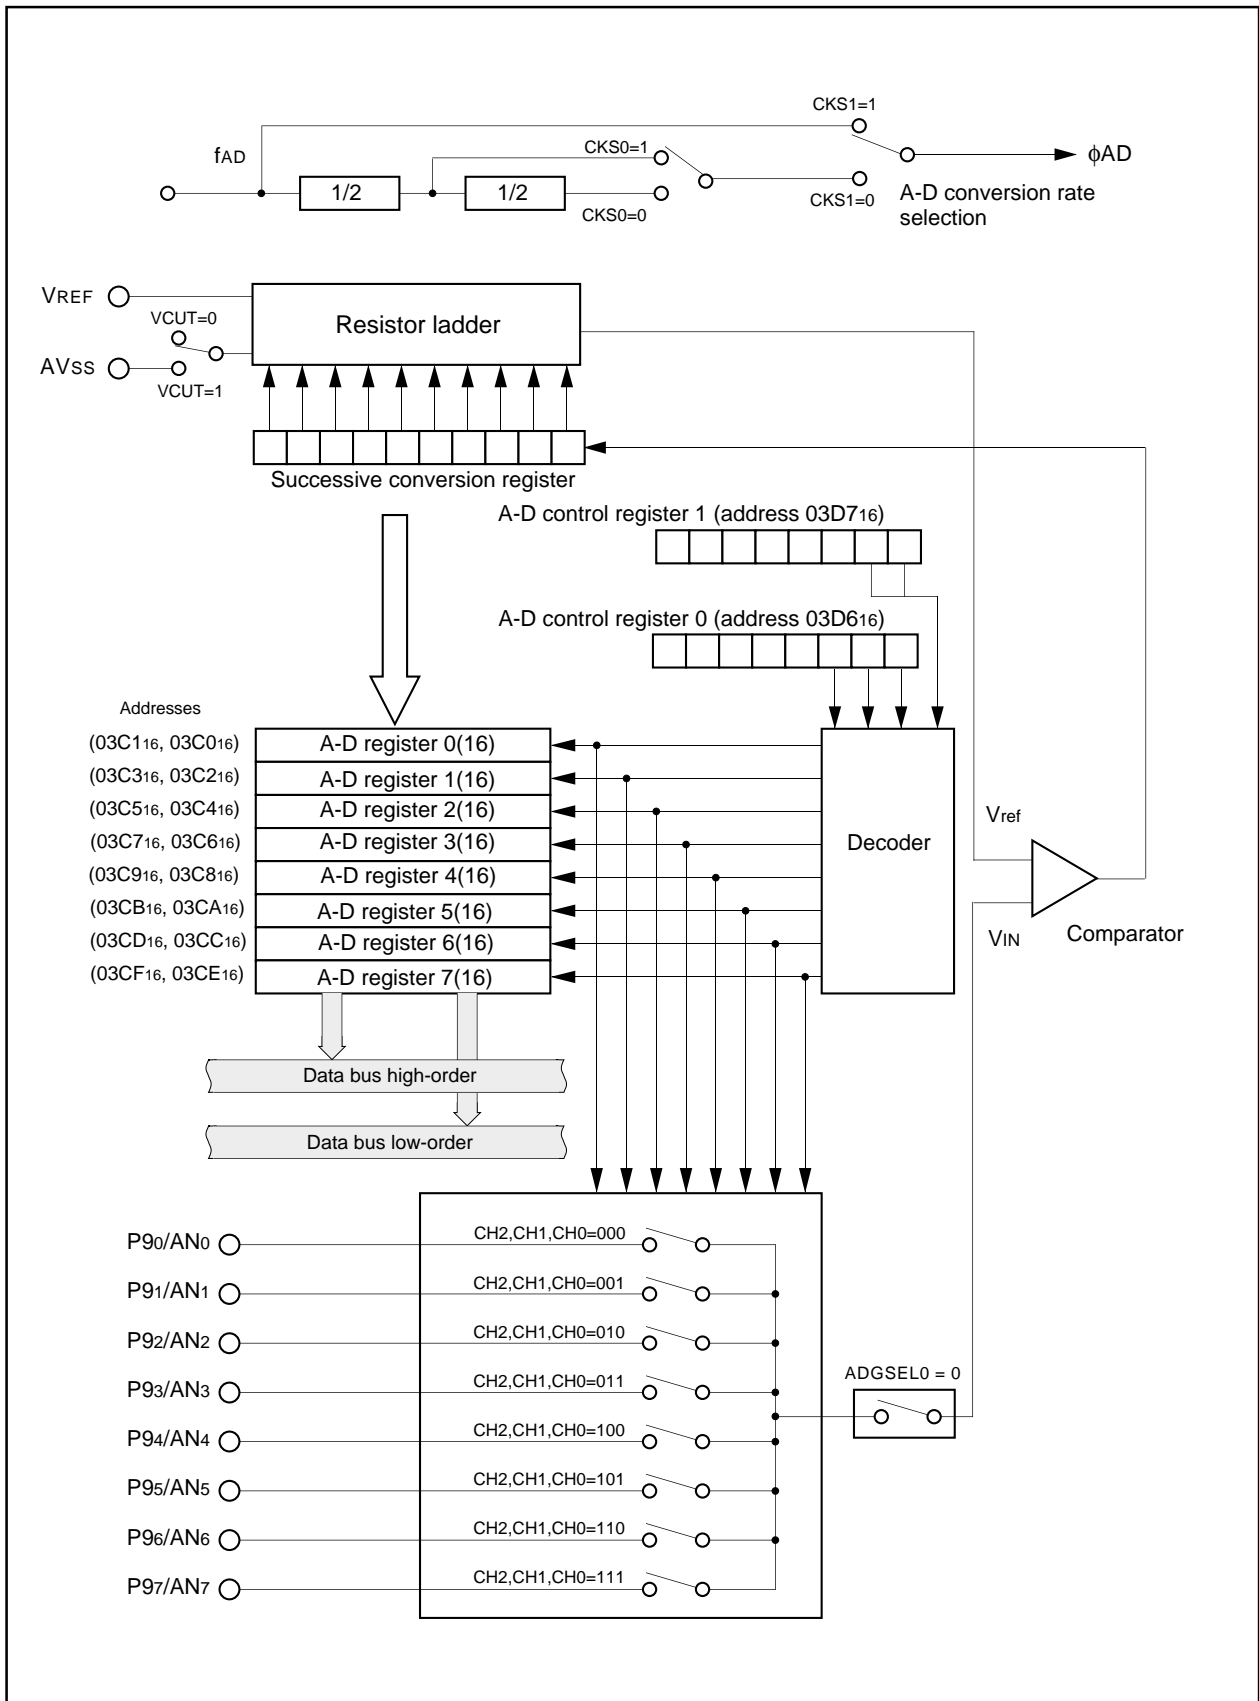 CKS1=1
fAD
CKS0=1
ϕAD
1/2
1/2
CKS0=0
CKS1=0
A-D conversion rate
selection
VREF
VCUT=0
Resistor ladder
AVSS
VCUT=1
Successive conversion register
A-D control register 1 (address 03D716)
A-D control register 0 (address 03D616)
Addresses
(03C116, 03C016)
A-D register 0(16)
(03C316, 03C216)
A-D register 1(16)
(03C516, 03C416)
A-D register 2(16)
(03C716, 03C616)
A-D register 3(16)
(03C916, 03C816)
A-D register 4(16)
(03CB16, 03CA16)
A-D register 5(16)
(03CD16, 03CC16)
A-D register 6(16)
(03CF16, 03CE16)
A-D register 7(16)
Decoder
Vref
VIN
Comparator
Data bus high-order
Data bus low-order
P90/AN0
CH2,CH1,CH0=000
P91/AN1
CH2,CH1,CH0=001
P92/AN2
CH2,CH1,CH0=010
P93/AN3
CH2,CH1,CH0=011
ADGSEL0 = 0
P94/AN4
CH2,CH1,CH0=100
P95/AN5
CH2,CH1,CH0=101
P96/AN6
CH2,CH1,CH0=110
P97/AN7
CH2,CH1,CH0=111